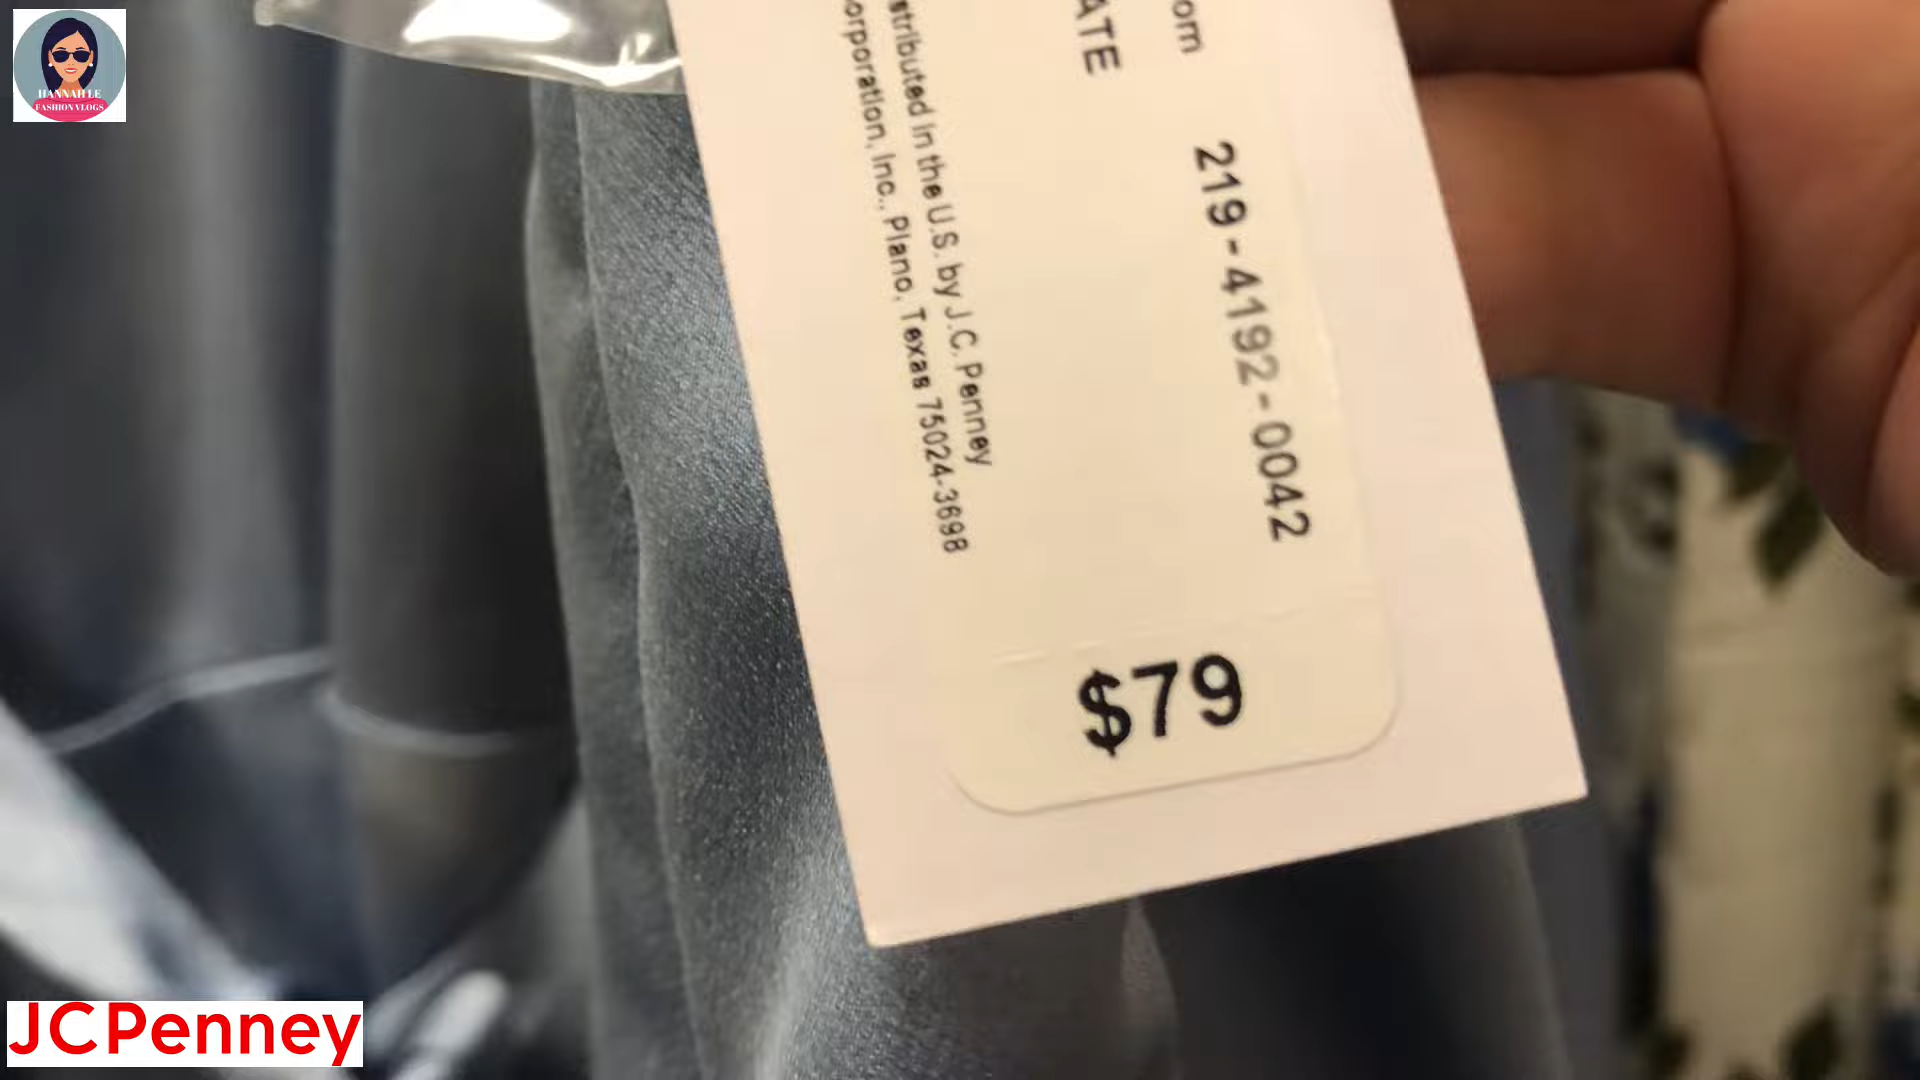 HANNAH LE
FASHION VLOGS
orn
ATE
219-4192-0042
stributed in the U.S. by J.C. Penney
orporation, Inc., Plano, Texas 75024-3698
$79
JCPenney